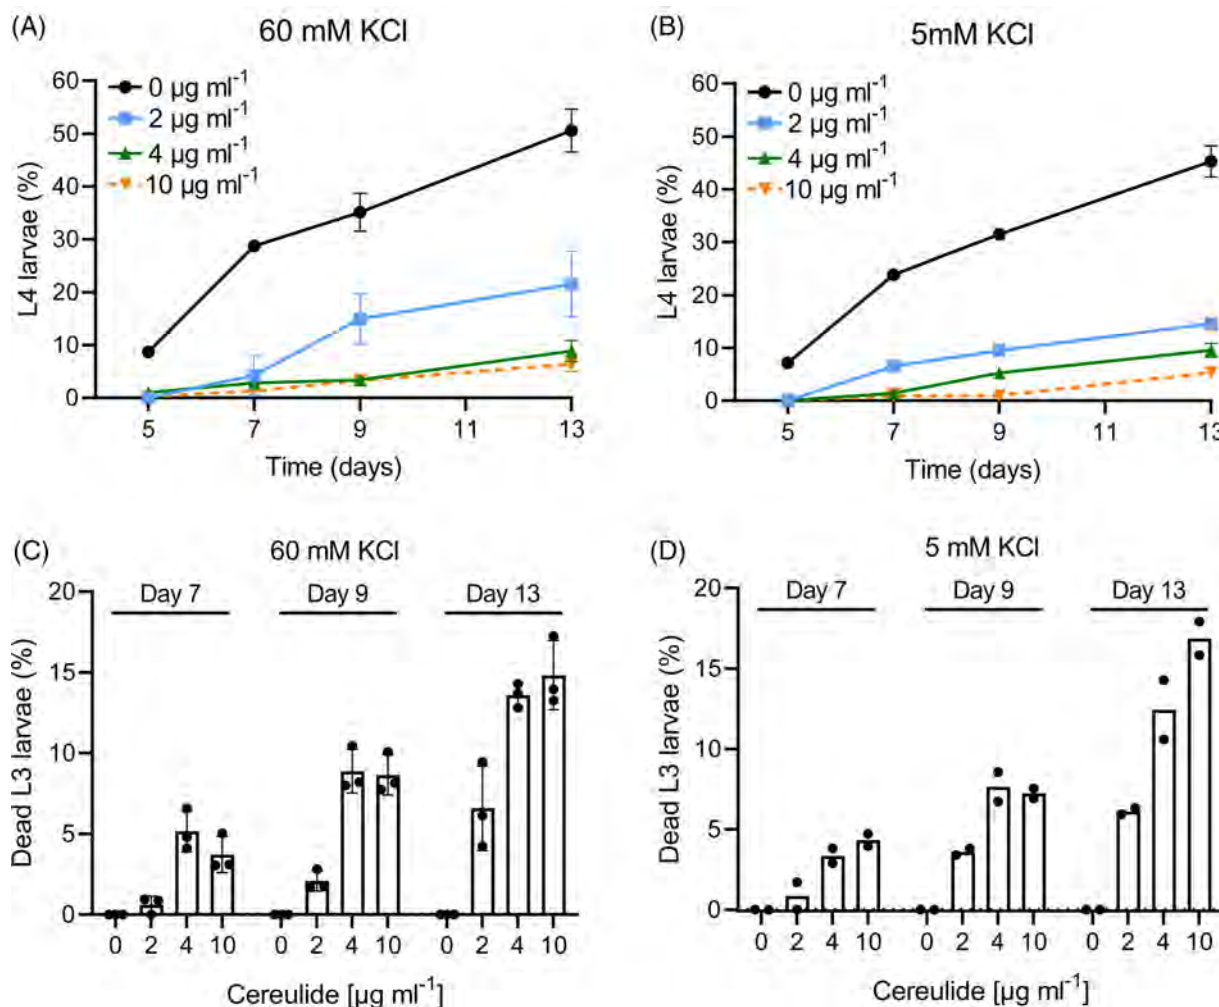 (A) 60 mM KCl
60
50
40
30
20
10
0
L4 larvae (%)
0 µg ml-1
2 µg ml-1
4 µg ml-1
10 µg ml-1
5 7 9 11 13
Time (days)
(B) 5mM KCl
60
50
40
30
20
10
0
L4 larvae (%)
0 µg ml-1
2 µg ml-1
4 µg ml-1
10 µg ml-1
5 7 9 11 13
Time (days)
(C) 60 mM KCl
20
15
10
5
0
Dead L3 larvae (%)
Day 7 Day 9 Day 13
0 2 4 10 0 2 4 10 0 2 4 10
Cereulide [µg ml-1]
(D) 5 mM KCl
20
15
10
5
0
Dead L3 larvae (%)
Day 7 Day 9 Day 13
0 2 4 10 0 2 4 10 0 2 4 10
Cereulide [µg ml-1]